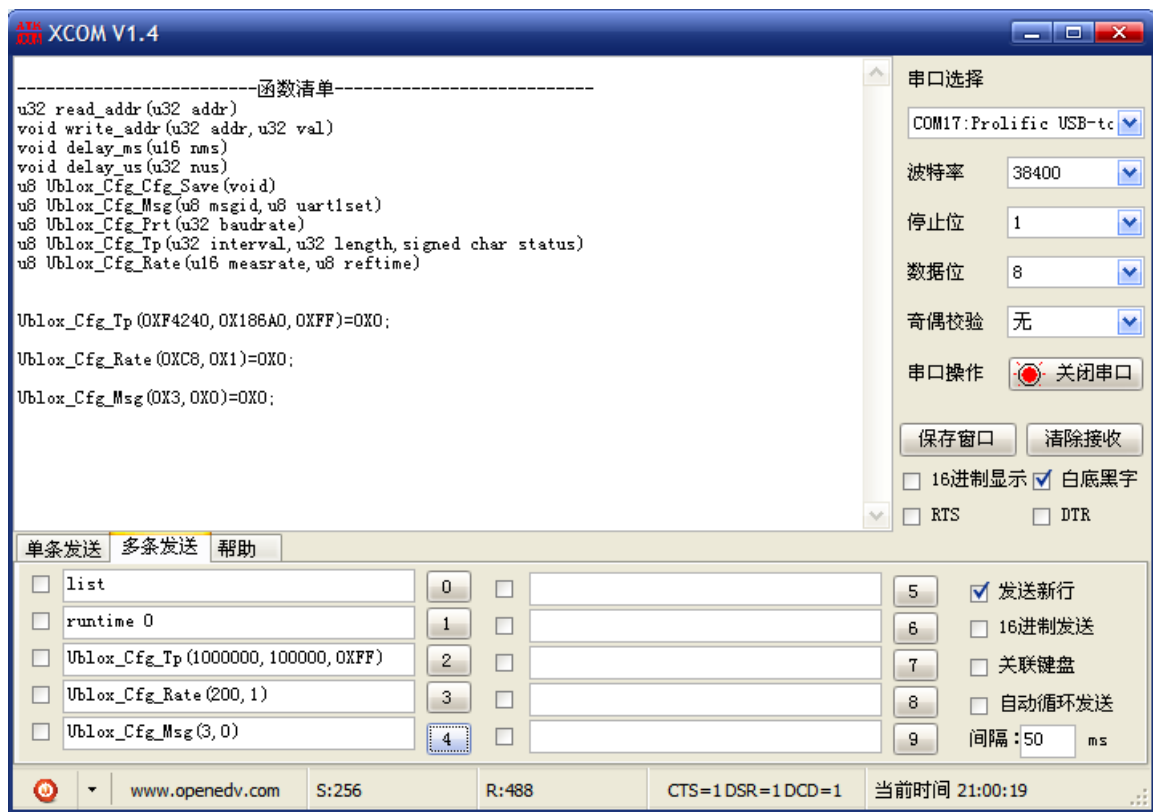 ATK XCOM XCOM V1.4
---------------------------函数清单----------------------------
u32 read_addr(u32 addr)
void write_addr(u32 addr,u32 val)
void delay_ms(u16 nms)
void delay_us(u32 nus)
u8 Ublox_Cfg_Cfg_Save(void)
u8 Ublox_Cfg_Msg(u8 msgid,u8 uart1set)
u8 Ublox_Cfg_Prt(u32 baudrate)
u8 Ublox_Cfg_Tp(u32 interval,u32 length,signed char status)
u8 Ublox_Cfg_Rate(u16 measrate,u8 reftime)
Ublox_Cfg_Tp(0XF4240,0X186A0,0XFF)=0X0;
Ublox_Cfg_Rate(0XC8,0X1)=0X0;
Ublox_Cfg_Msg(0X3,0X0)=0X0;
串口选择
COM17:Prolific USB-to
波特率 38400
停止位 1
数据位 8
奇偶校验 无
串口操作 关闭串口
保存窗口 清除接收
16进制显示 白底黑字
RTS DTR
单条发送 多条发送 帮助
list 0 5 发送新行
runtime 0 1 6 16进制发送
Ublox_Cfg_Tp(1000000,100000,0XFF) 2 7 关联键盘
Ublox_Cfg_Rate(200,1) 3 8 自动循环发送
Ublox_Cfg_Msg(3,0) 4 9 间隔:50 ms
www.openedv.com S:256 R:488 CTS=1 DSR=1 DCD=1 当前时间 21:00:19